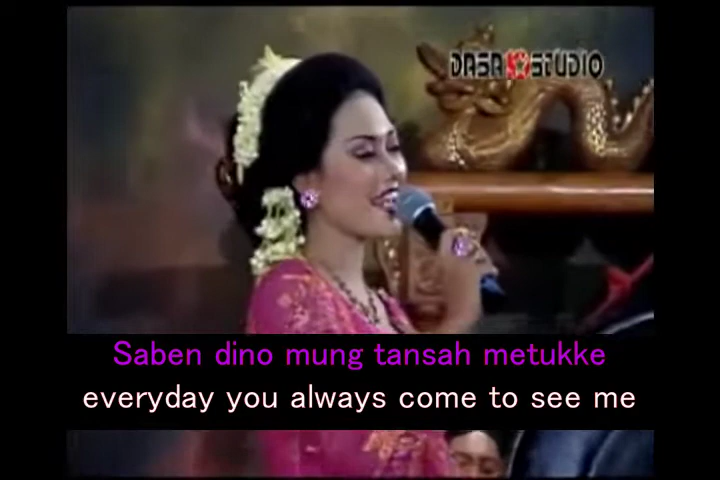 DASA STUDIO
Saben dino mung tansah metukke
everyday you always come to see me